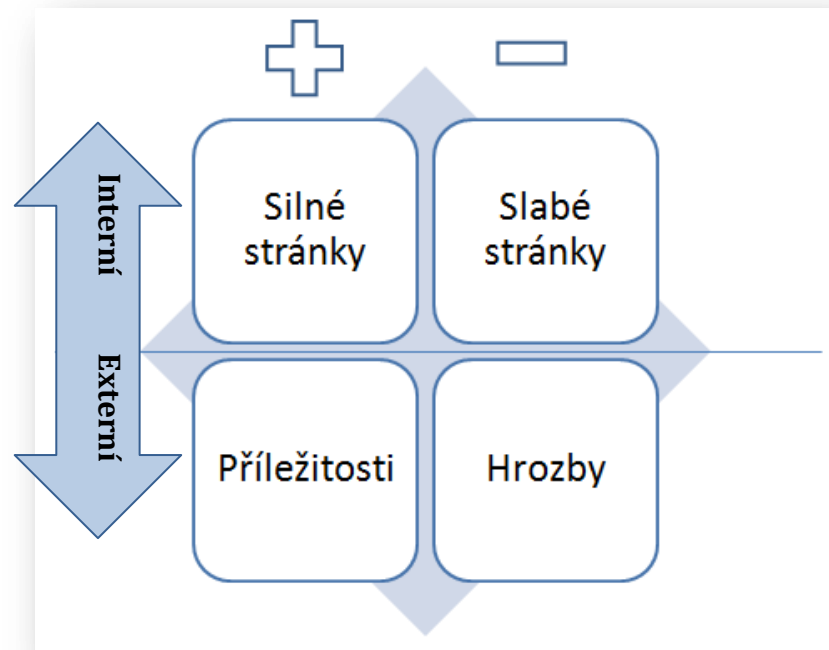 Interní
Silné
stránky
Slabé
stránky
Externí
Příležitosti
Hrozby